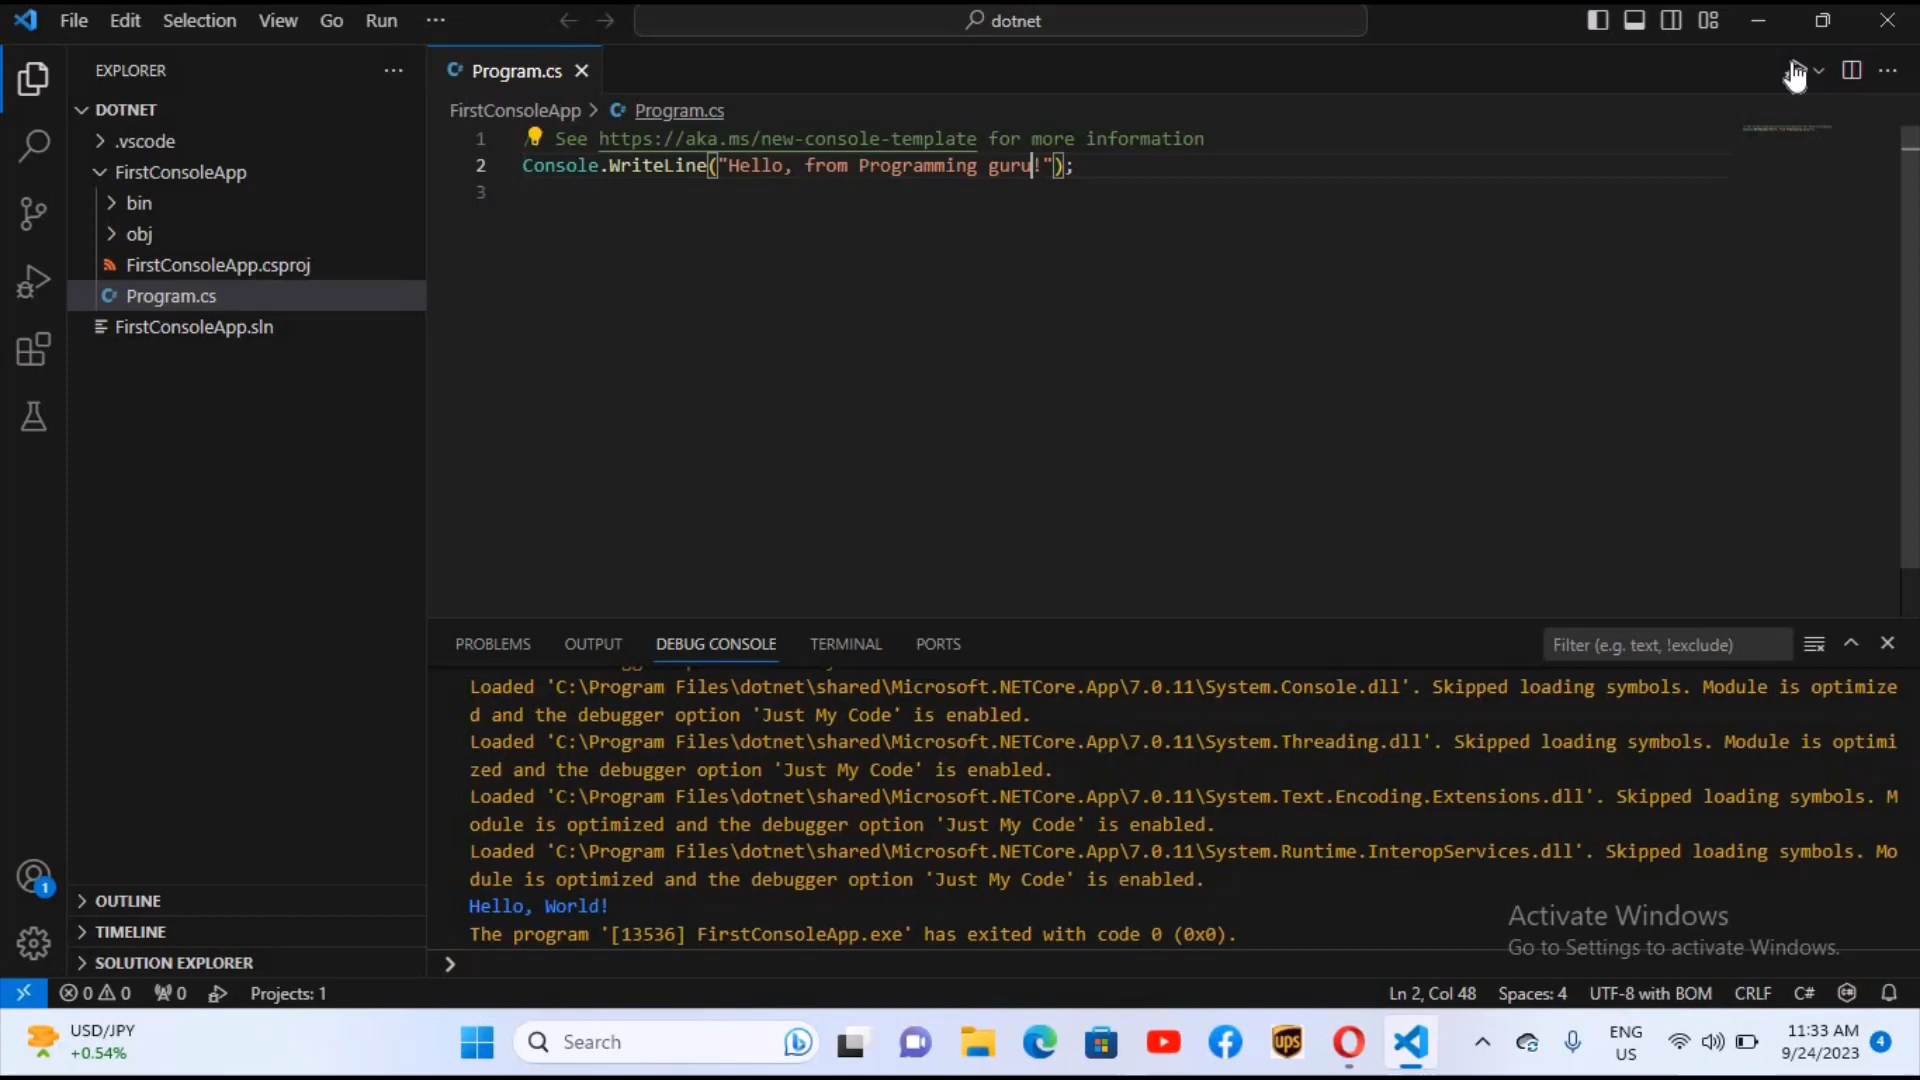 File Edit Selection View Go Run ··· dotnet
EXPLORER ···
Program.cs
DOTNET
FirstConsoleApp > Program.cs
.vscode
FirstConsoleApp
bin
obj
FirstConsoleApp.csproj
Program.cs
FirstConsoleApp.sln
1 See https://aka.ms/new-console-template for more information
2 Console.WriteLine("Hello, from Programming guru!");
3
PROBLEMS OUTPUT DEBUG CONSOLE TERMINAL PORTS Filter (e.g. text, !exclude)
Loaded 'C:\Program Files\dotnet\shared\Microsoft.NETCore.App\7.0.11\System.Console.dll'. Skipped loading symbols. Module is optimize
d and the debugger option 'Just My Code' is enabled.
Loaded 'C:\Program Files\dotnet\shared\Microsoft.NETCore.App\7.0.11\System.Threading.dll'. Skipped loading symbols. Module is optimi
zed and the debugger option 'Just My Code' is enabled.
Loaded 'C:\Program Files\dotnet\shared\Microsoft.NETCore.App\7.0.11\System.Text.Encoding.Extensions.dll'. Skipped loading symbols. M
odule is optimized and the debugger option 'Just My Code' is enabled.
Loaded 'C:\Program Files\dotnet\shared\Microsoft.NETCore.App\7.0.11\System.Runtime.InteropServices.dll'. Skipped loading symbols. Mo
dule is optimized and the debugger option 'Just My Code' is enabled.
Hello, World!
The program '[13536] FirstConsoleApp.exe' has exited with code 0 (0x0).
>
OUTLINE
TIMELINE
SOLUTION EXPLORER
Activate Windows
Go to Settings to activate Windows.
1
0 0 0 Projects: 1 Ln 2, Col 48 Spaces: 4 UTF-8 with BOM CRLF C#
USD/JPY
+0.54%
Search
ups
ENG
US
11:33 AM
9/24/2023
4